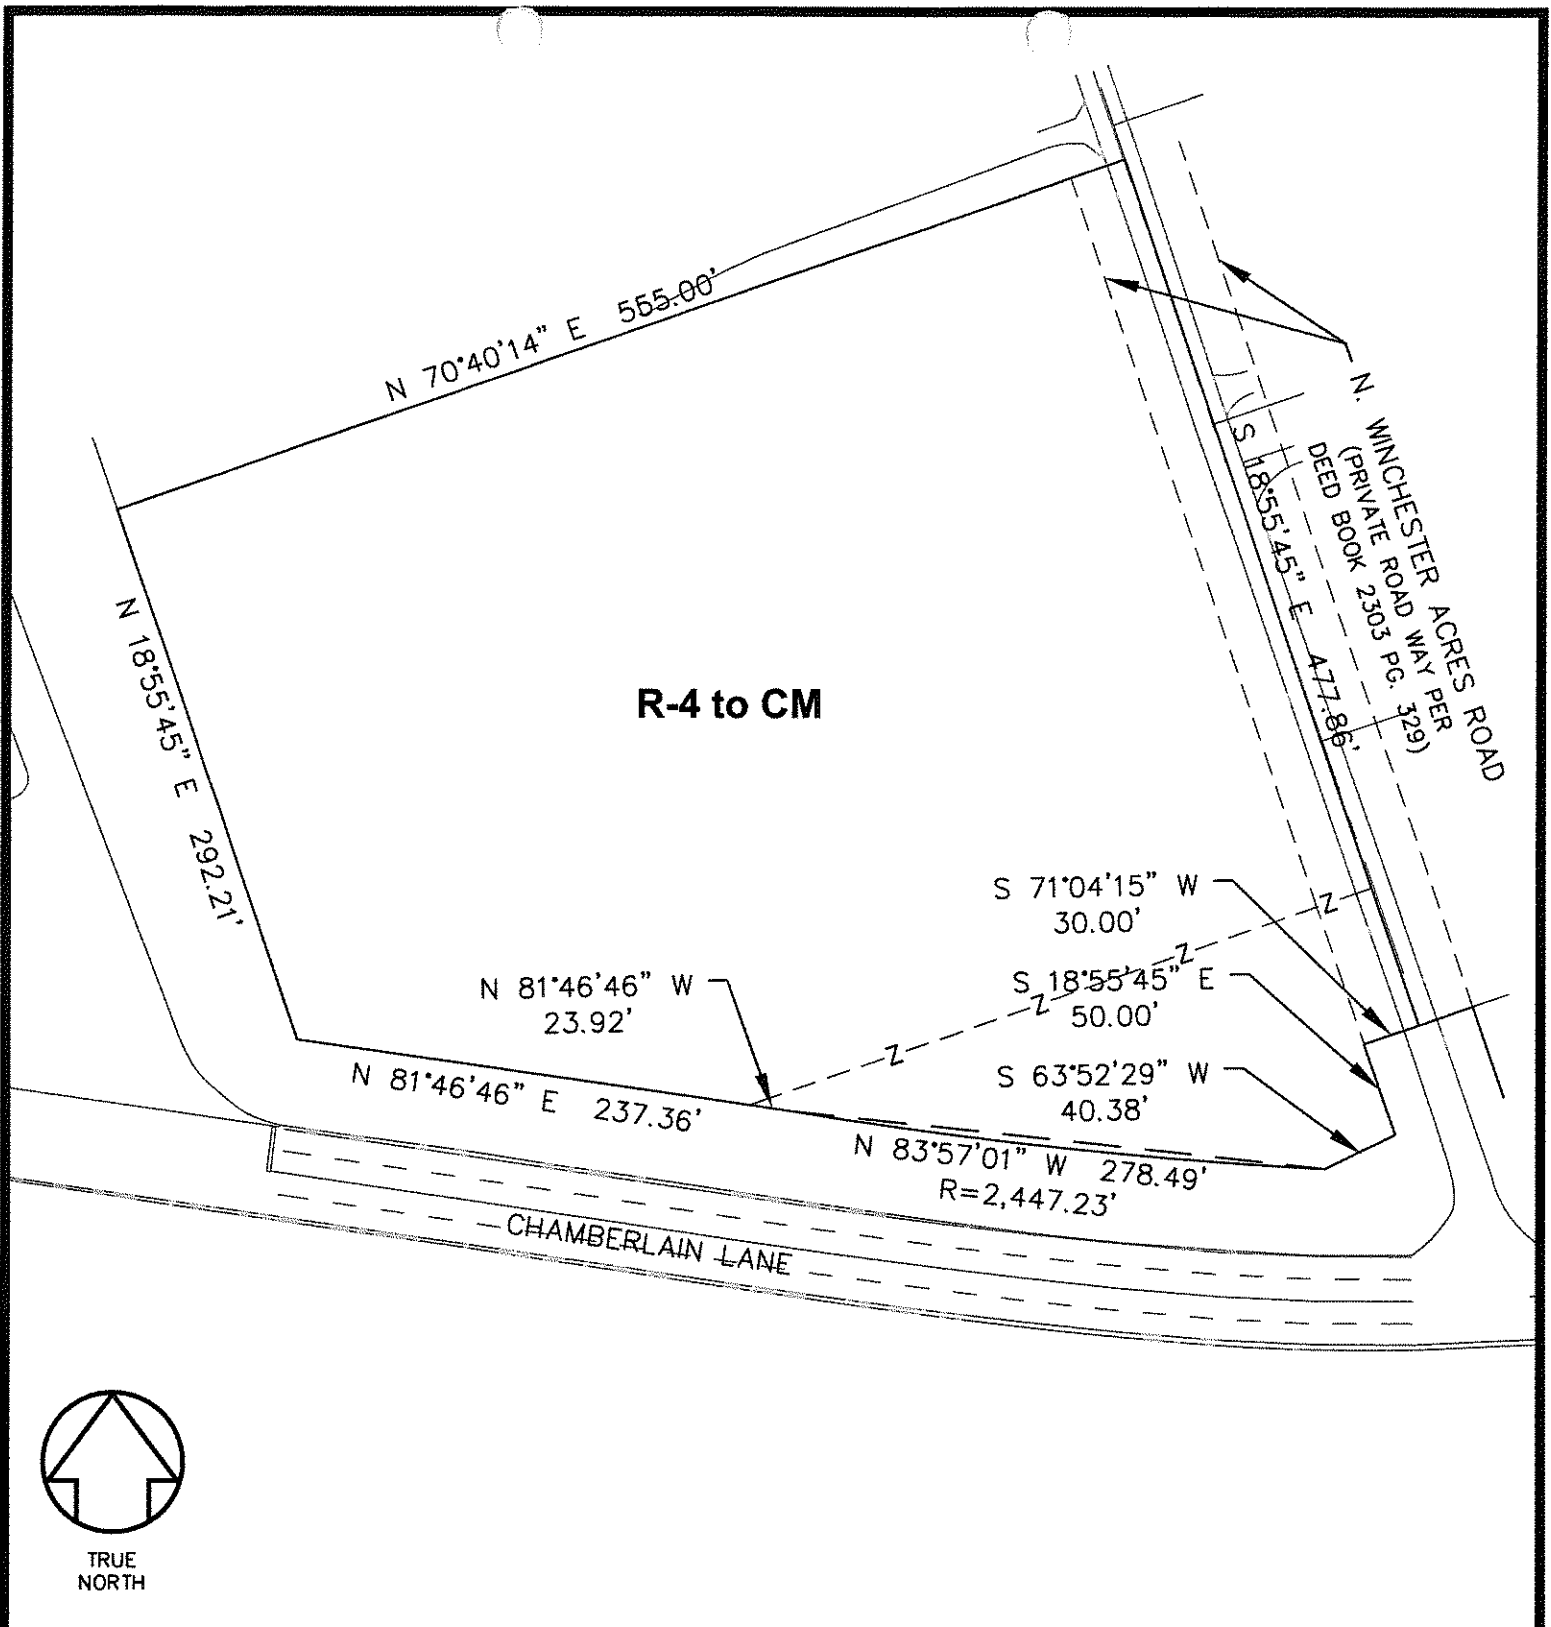 N 70°40'14" E 555.00'
N. WINCHESTER ACRES ROAD
(PRIVATE ROAD WAY PER
DEED BOOK 2303 PG. 329)
S 18°55'45" E 477.86'
N 18°55'45" E 292.21'
R-4 to CM
S 71°04'15" W
30.00'
N 81°46'46" W
23.92'
S 18°55'45" E
50.00'
S 63°52'29" W
40.38'
Z
Z
Z
Z
N 81°46'46" E 237.36'
N 83°57'01" W 278.49'
R=2,447.23'
CHAMBERLAIN LANE
TRUE
NORTH